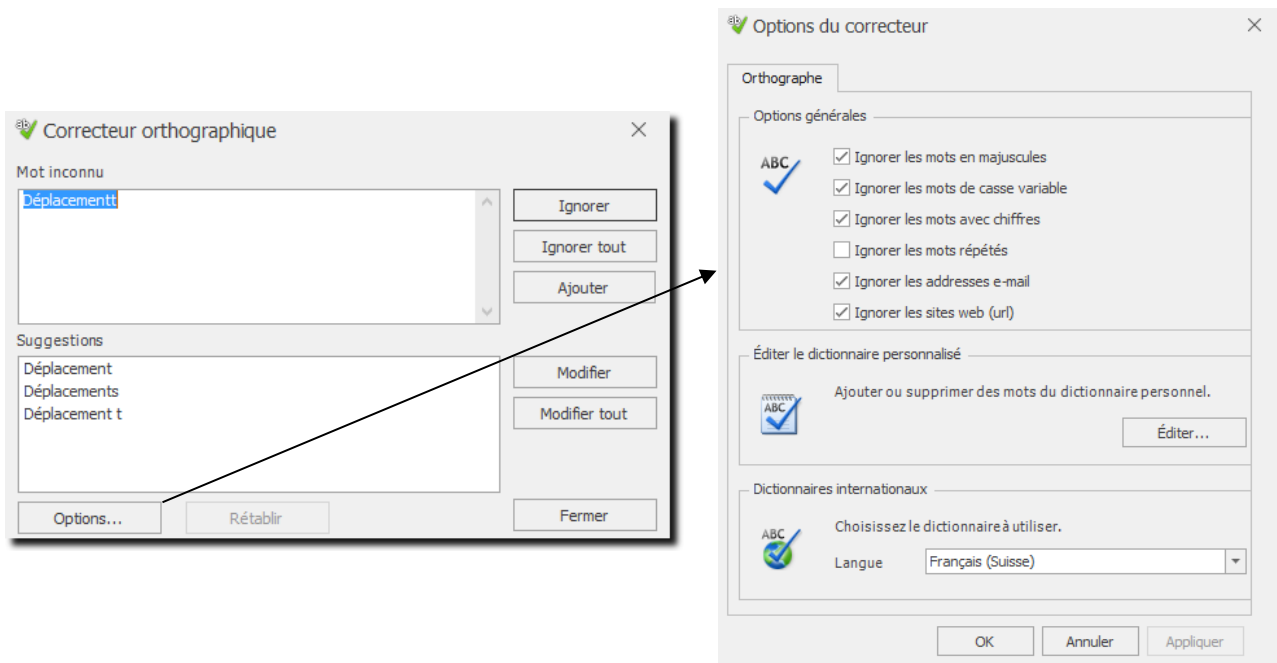 Correcteur orthographique
Mot inconnu
Déplacementt
Ignorer
Ignorer tout
Ajouter
Suggestions
Déplacement
Déplacements
Déplacement t
Modifier
Modifier tout
Options...
Rétablir
Fermer
Options du correcteur
Orthographe
Options générales
ABC
Ignorer les mots en majuscules
Ignorer les mots de casse variable
Ignorer les mots avec chiffres
Ignorer les mots répétés
Ignorer les addresses e-mail
Ignorer les sites web (url)
Éditer le dictionnaire personnalisé
ABC
Ajouter ou supprimer des mots du dictionnaire personnel.
Éditer...
Dictionnaires internationaux
ABC
Choisissez le dictionnaire à utiliser.
Langue Français (Suisse)
OK Annuler Appliquer